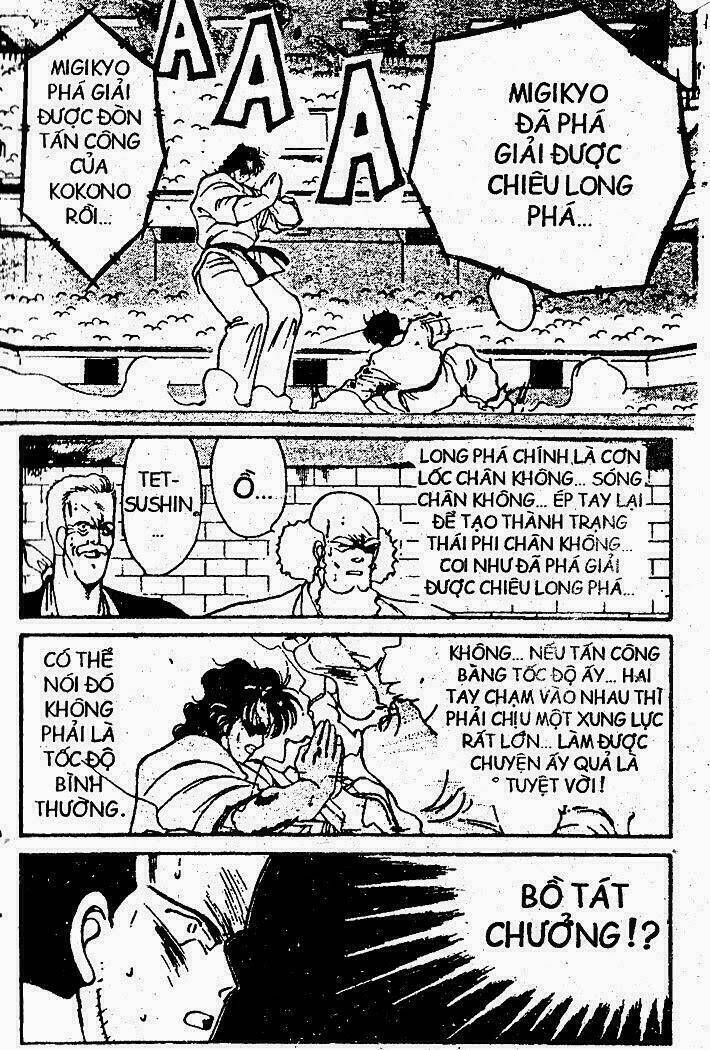 A
A
A
MIGIKYO
PHÁ GIẢI
ĐƯỢC ĐÒN
TẤN CÔNG
CỦA
KOKONO
RỒI...
MIGIKYO
ĐÃ PHÁ
GIẢI ĐƯỢC
CHIÊU LONG
PHÁ...
TET-
SUSHIN
...
Ồ...
LONG PHÁ CHÍNH LÀ CƠN
LỐC CHÂN KHÔNG... SÓNG
CHÂN KHÔNG... ÉP TAY LẠI
ĐỂ TẠO THÀNH TRẠNG
THÁI PHI CHÂN KHÔNG...
COI NHƯ ĐÃ PHÁ GIẢI
ĐƯỢC CHIÊU LONG PHÁ...
CÓ THỂ
NÓI ĐÓ
KHÔNG
PHẢI LÀ
TỐC ĐỘ
BÌNH
THƯỜNG.
KHÔNG... NẾU TẤN CÔNG
BẰNG TỐC ĐỘ ẤY... HAI
TAY CHẠM VÀO NHAU THÌ
PHẢI CHỊU MỘT XUNG LỰC
RẤT LỚN... LÀM ĐƯỢC
CHUYỆN ẤY QUẢ LÀ
TUYỆT VỜI!
BỒ TÁT
CHƯỞNG!?